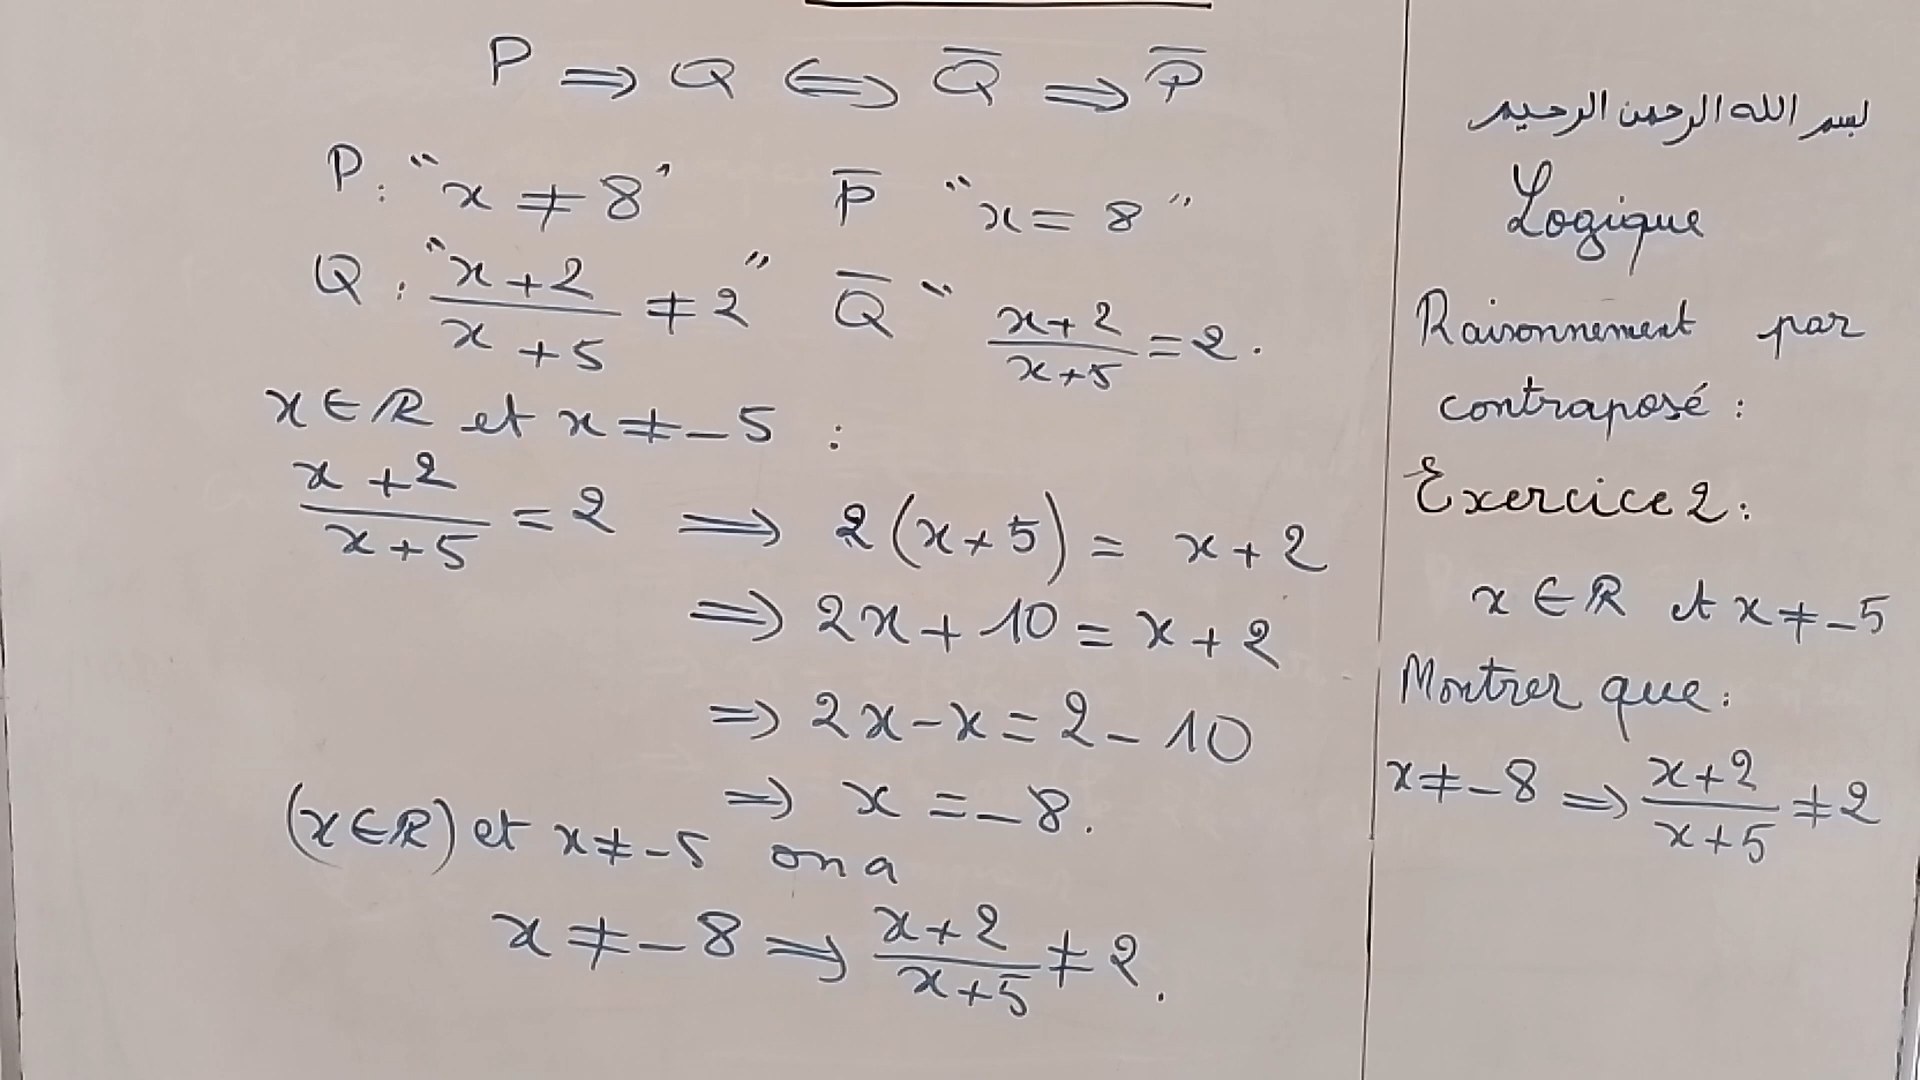 P ⟹ Q ⟺ Q̅ ⟹ P̅
P : “x ≠ 8” P̅ “x = 8”
Q : “(x+2)/(x+5) ≠ 2” Q̅ “(x+2)/(x+5) = 2.
x ∈ ℝ et x ≠ -5 :
(x+2)/(x+5) = 2 ⟹ 2(x+5) = x+2
⟹ 2x + 10 = x + 2
⟹ 2x - x = 2 - 10
⟹ x = -8.
(x ∈ ℝ) et x ≠ -5 on a
x ≠ -8 ⟹ (x+2)/(x+5) ≠ 2.
بسم الله الرحمن الرحيم
Logique
Raisonnement par
contraposé :
Exercice 2 :
x ∈ ℝ et x ≠ -5
Montrer que :
x ≠ -8 ⟹ (x+2)/(x+5) ≠ 2